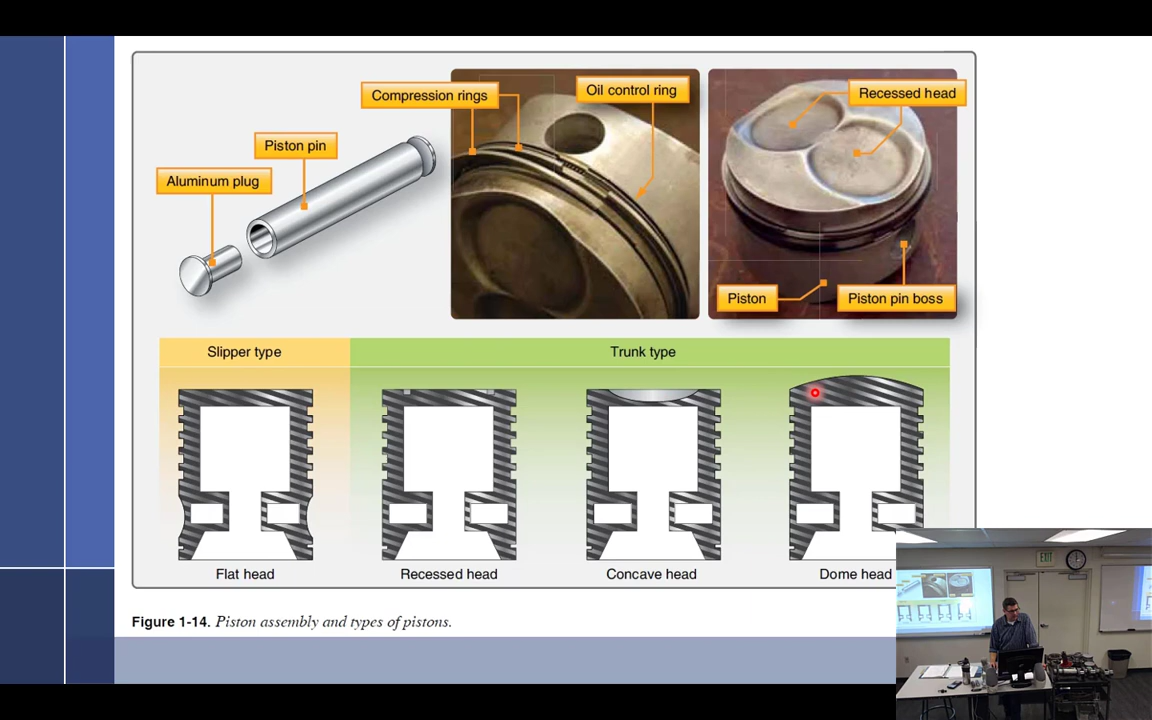 Compression rings
Oil control ring
Recessed head
Piston pin
Aluminum plug
Piston
Piston pin boss
Slipper type
Trunk type
Flat head
Recessed head
Concave head
Dome head
Figure 1-14. Piston assembly and types of pistons.
EXIT